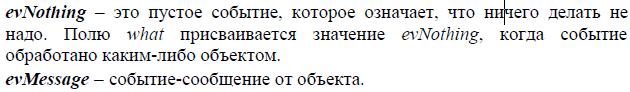 evNothing – это пустое событие, которое означает, что ничего делать не
надо. Полю what присваивается значение evNothing, когда событие
обработано каким-либо объектом.
evMessage – событие-сообщение от объекта.